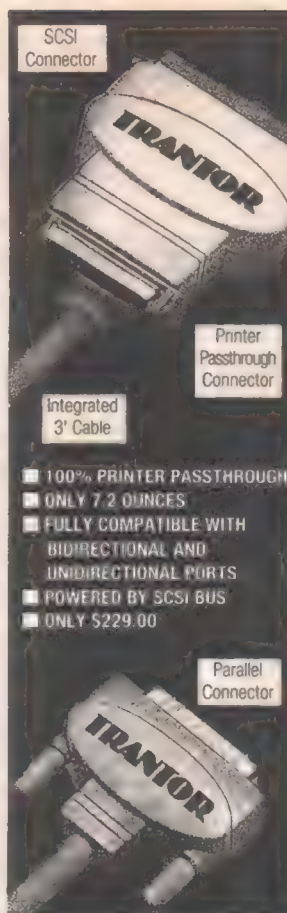 SCSI
Connector
TRANTOR
Printer
Passthrough
Connector
Integrated
3' Cable
100% PRINTER PASSTHROUGH
ONLY 7.2 OUNCES
FULLY COMPATIBLE WITH
BIDIRECTIONAL AND
UNIDIRECTIONAL PORTS
POWERED BY SCSI BUS
ONLY $229.00
Parallel
Connector
TRANTOR